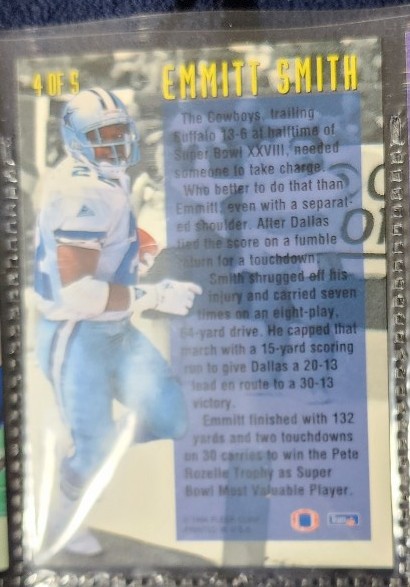 4 OF 5
EMMITT SMITH
The Cowboys, trailing
Buffalo 13-6 at halftime of
Super Bowl XXVIII, needed
someone to take charge.
Who better to do that than
Emmitt, even with a separat-
ed shoulder. After Dallas
tied the score on a fumble
return for a touchdown,
Smith shrugged off his
injury and carried seven
times on an eight-play,
64-yard drive. He capped that
march with a 15-yard scoring
run to give Dallas a 20-13
lead en route to a 30-13
victory.
Emmitt finished with 132
yards and two touchdowns
on 30 carries to win the Pete
Rozelle Trophy as Super
Bowl Most Valuable Player.